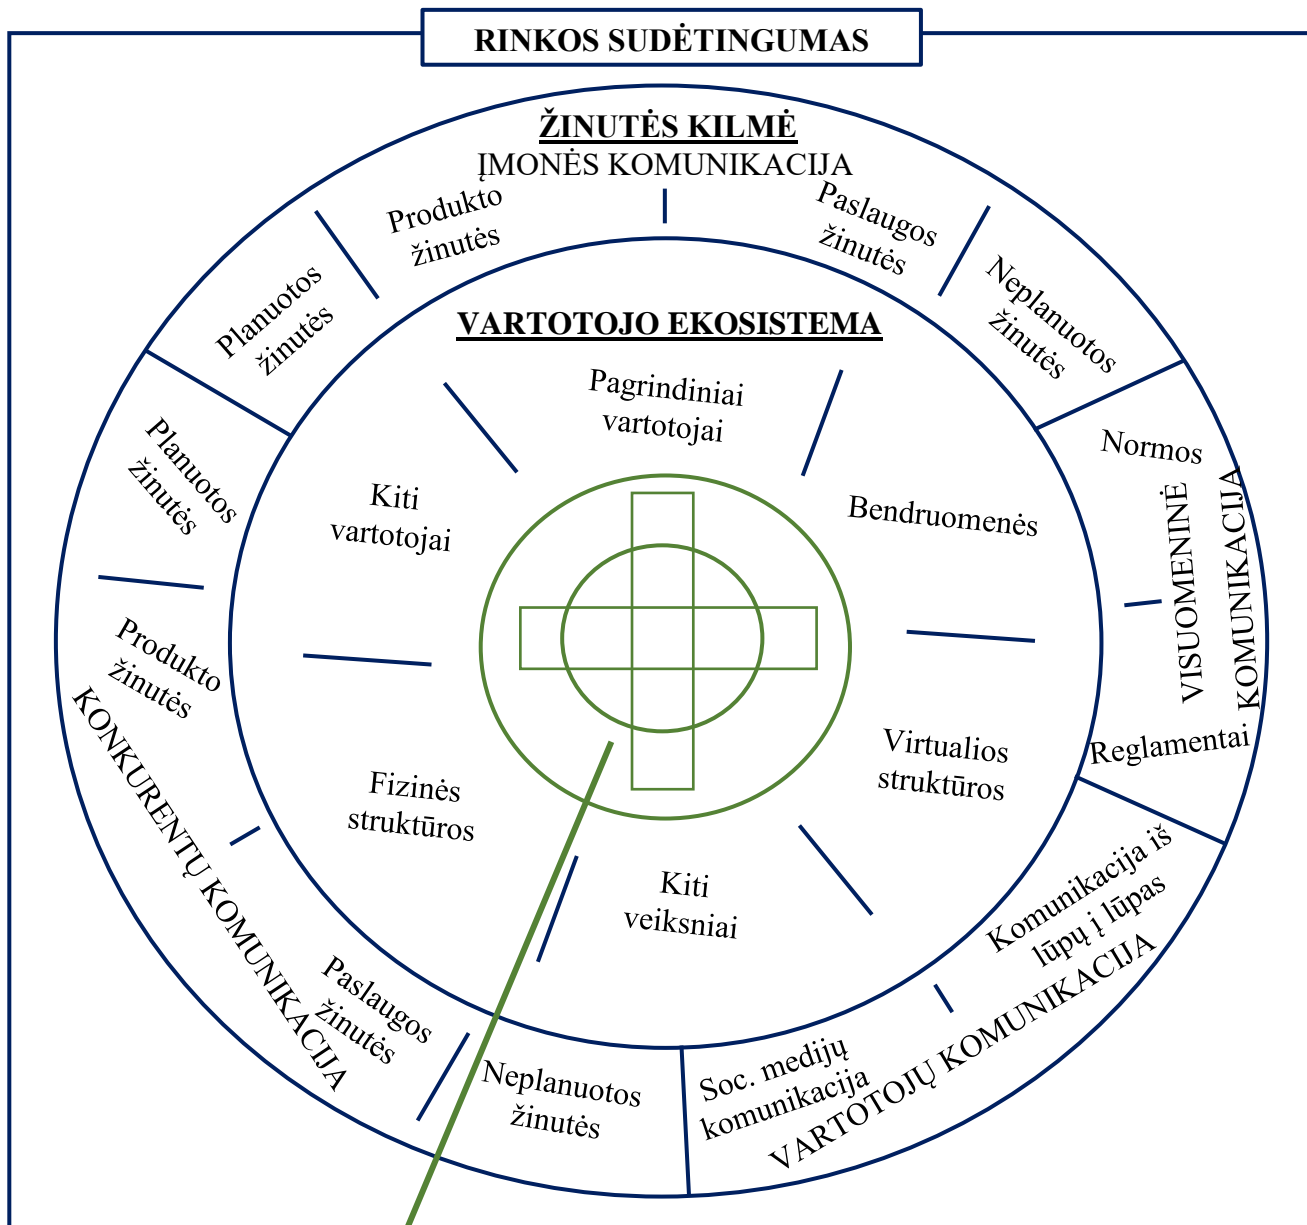 RINKOS SUDĖTINGUMAS
ŽINUTĖS KILMĖ
ĮMONĖS KOMUNIKACIJA
Planuotos
žinutės
Produkto
žinutės
Paslaugos
žinutės
Neplanuotos
žinutės
VISUOMENINĖ
KOMUNIKACIJA
Normos
Reglamentai
VARTOTOJŲ KOMUNIKACIJA
Komunikacija iš
lūpų į lūpas
Soc. medijų
komunikacija
KONKURENTŲ KOMUNIKACIJA
Planuotos
žinutės
Produkto
žinutės
Paslaugos
žinutės
Neplanuotos
žinutės
VARTOTOJO EKOSISTEMA
Pagrindiniai
vartotojai
Bendruomenės
Virtualios
struktūros
Kiti
veiksniai
Fizinės
struktūros
Kiti
vartotojai